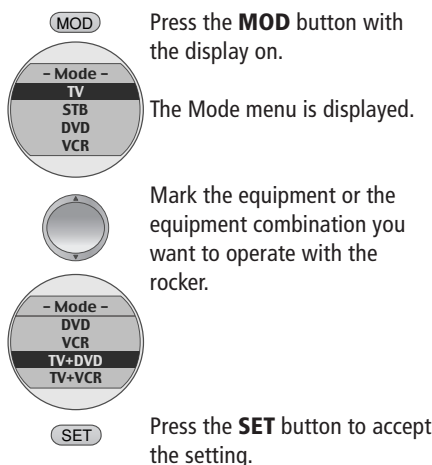 MOD
Press the MOD button with
the display on.
– Mode –
TV
STB
DVD
VCR
The Mode menu is displayed.
Mark the equipment or the
equipment combination you
want to operate with the
rocker.
– Mode –
DVD
VCR
TV+DVD
TV+VCR
SET
Press the SET button to accept
the setting.